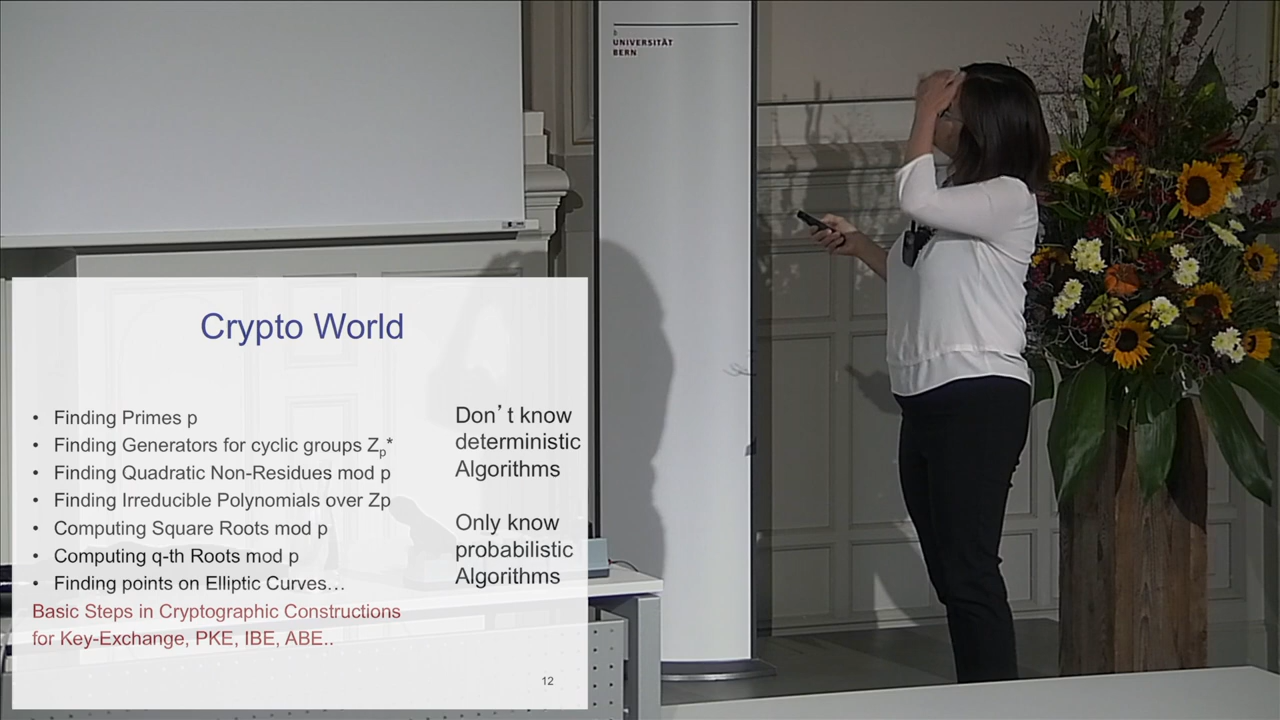 b
UNIVERSITÄT
BERN
Crypto World
• Finding Primes p
• Finding Generators for cyclic groups Zp*
• Finding Quadratic Non-Residues mod p
• Finding Irreducible Polynomials over Zp
• Computing Square Roots mod p
• Computing q-th Roots mod p
• Finding points on Elliptic Curves…
Basic Steps in Cryptographic Constructions
for Key-Exchange, PKE, IBE, ABE..
Don't know
deterministic
Algorithms
Only know
probabilistic
Algorithms
12